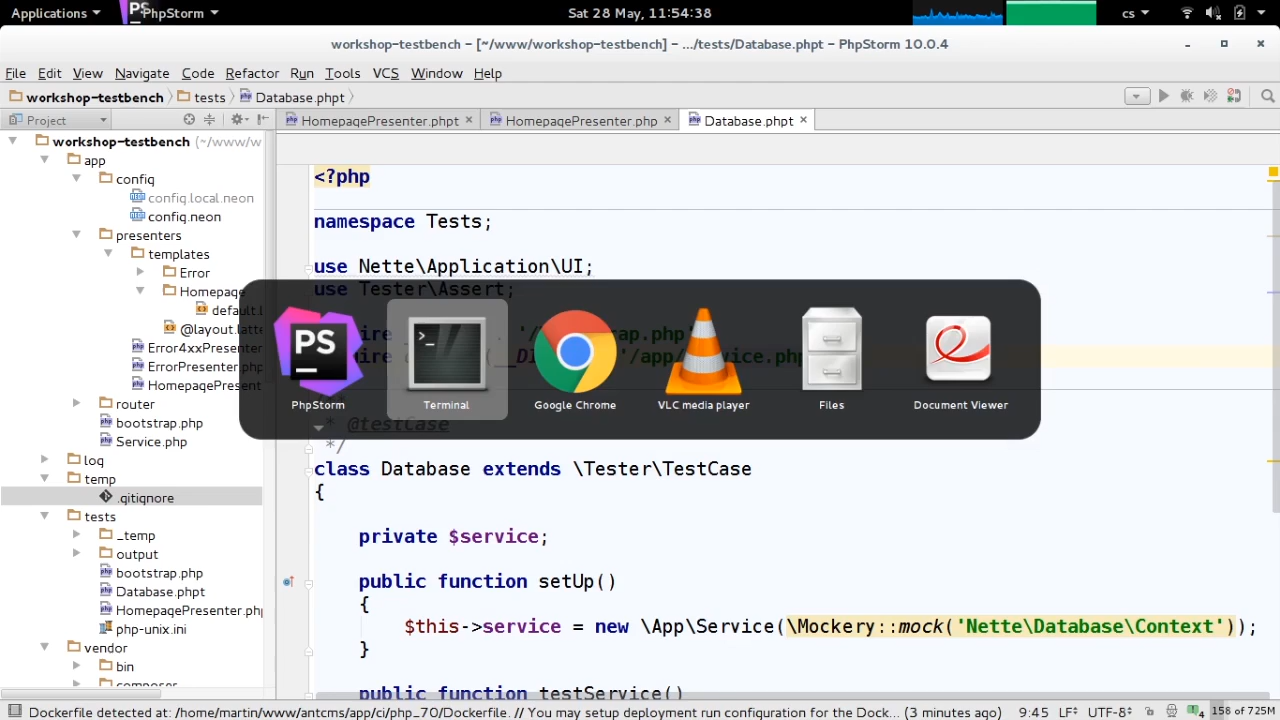 Applications
PhpStorm
Sat 28 May, 11:54:38
cs
workshop-testbench – [~/www/workshop-testbench] – .../tests/Database.phpt – PhpStorm 10.0.4
File Edit View Navigate Code Refactor Run Tools VCS Window Help
workshop-testbench tests Database.phpt
Project
HomepagePresenter.phpt HomepagePresenter.php Database.phpt
workshop-testbench (~/www/w
app
config
config.local.neon
config.neon
presenters
templates
Error
Homepage
default.l
@layout.latte
Error4xxPresenter
ErrorPresenter.php
HomepagePresent
router
bootstrap.php
Service.php
log
temp
.gitignore
tests
_temp
output
bootstrap.php
Database.phpt
HomepagePresenter.php
php-unix.ini
vendor
bin
composer
<?php
namespace Tests;
use Nette\Application\UI;
use Tester\Assert;
PS
>_
PhpStorm
Terminal
Google Chrome
VLC media player
Files
Document Viewer
* @testCase
*/
class Database extends \Tester\TestCase
{
private $service;
public function setUp()
{
$this->service = new \App\Service(\Mockery::mock('Nette\Database\Context'));
}
public function testService()
Dockerfile detected at: /home/martin/www/antcms/app/ci/php_70/Dockerfile. // You may setup deployment run configuration for the Dock... (3 minutes ago)
9:45 LF÷ UTF-8÷ 158 of 725M